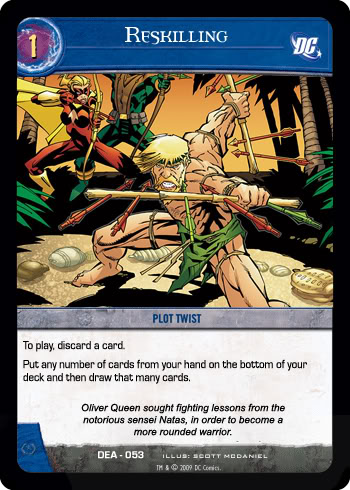 1
Reskilling
DC
PLOT TWIST
To play, discard a card.
Put any number of cards from your hand on the bottom of your
deck and then draw that many cards.
Oliver Queen sought fighting lessons from the
notorious sensei Natas, in order to become a
more rounded warrior.
DEA - 053 ILLUS: SCOTT MCDANIEL
TM & © 2009 DC Comics.